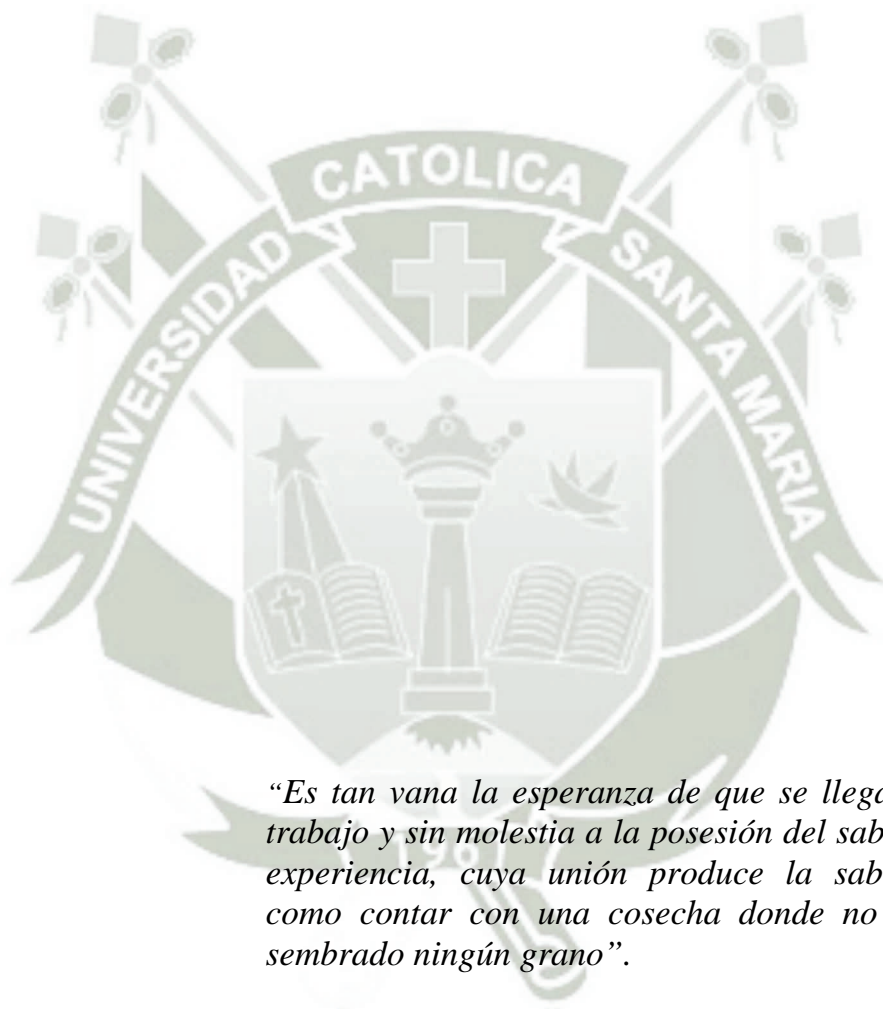 CATOLICA
UNIVERSIDAD
SANTA MARIA
“Es tan vana la esperanza de que se llega
trabajo y sin molestia a la posesión del sab
experiencia, cuya unión produce la sab
como contar con una cosecha donde no
sembrado ningún grano”.